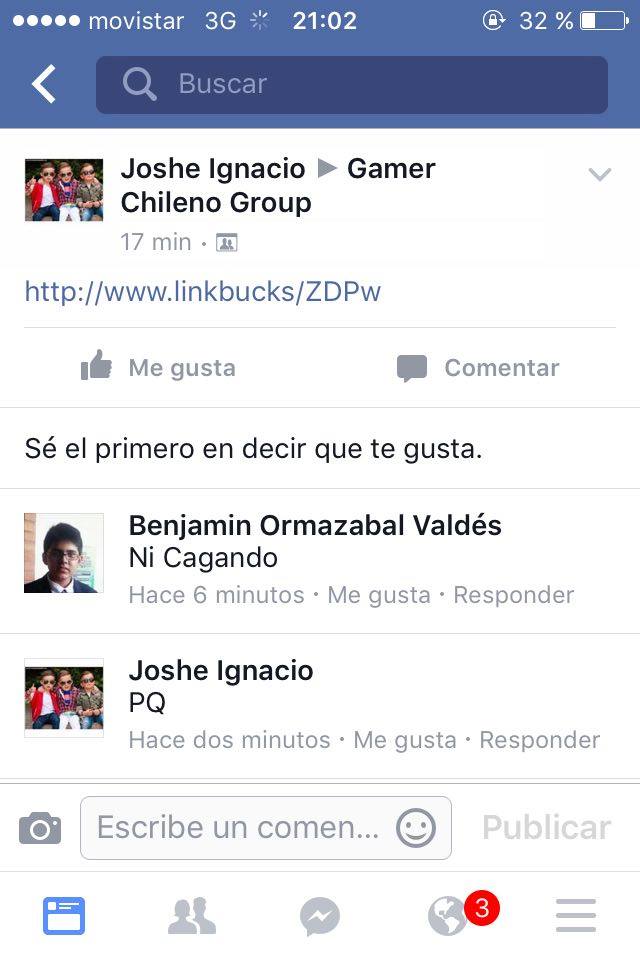 movistar 3G 21:02 32 %
Buscar
Joshe Ignacio ▶ Gamer
Chileno Group
17 min ·
http://www.linkbucks/ZDPw
Me gusta Comentar
Sé el primero en decir que te gusta.
Benjamin Ormazabal Valdés
Ni Cagando
Hace 6 minutos · Me gusta · Responder
Joshe Ignacio
PQ
Hace dos minutos · Me gusta · Responder
Escribe un comen... Publicar
3